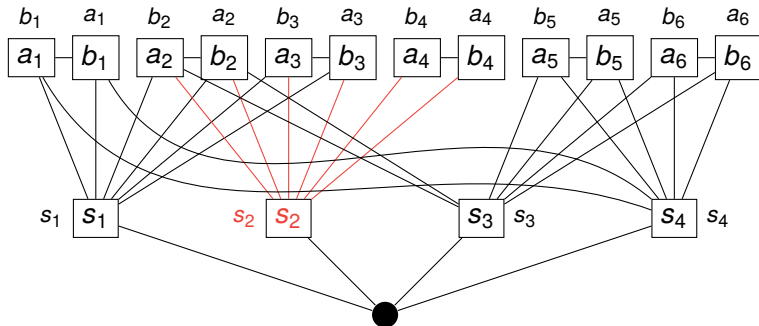 b₁ a₁ b₂ a₂ b₃ a₃ b₄ a₄ b₅ a₅ b₆ a₆
a₁ b₁ a₂ b₂ a₃ b₃ a₄ b₄ a₅ b₅ a₆ b₆
s₁ s₁ s₂ s₂ s₃ s₃ s₄ s₄